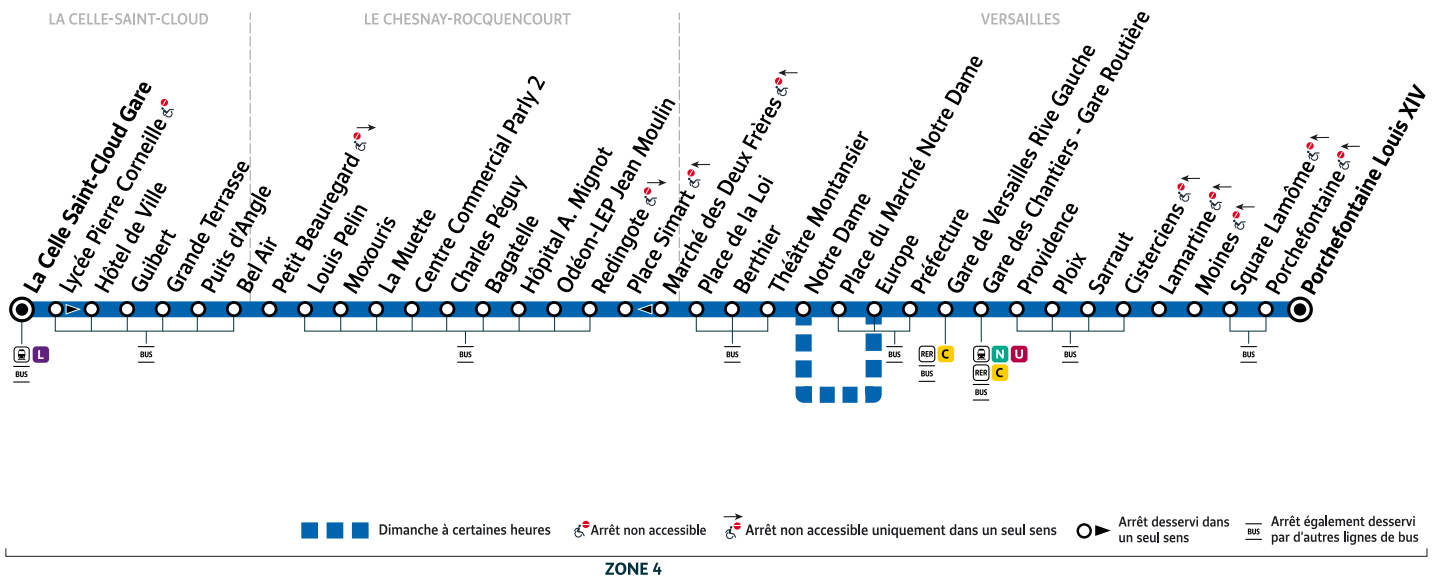 LA CELLE-SAINT-CLOUD
LE CHESNAY-ROCQUENCOURT
VERSAILLES
La Celle Saint-Cloud Gare
Lycée Pierre Corneille
Hôtel de Ville
Guibert
Grande Terrasse
Puits d'Angle
Bel Air
Petit Beauregard
Louis Pelin
Moxouris
La Muette
Centre Commercial Parly 2
Charles Péguy
Bagatelle
Hôpital A. Mignot
Odéon-LEP Jean Moulin
Redingote
Place Simart
Marché des Deux Frères
Place de la Loi
Berthier
Théâtre Montansier
Notre Dame
Place du Marché Notre Dame
Europe
Préfecture
Gare de Versailles Rive Gauche
Gare des Chantiers - Gare Routière
Providence
Ploix
Sarraut
Cisterciens
Lamartine
Moines
Square Lamôme
Porchefontaine
Porchefontaine Louis XIV
L
BUS
BUS
BUS
BUS
BUS
RER C
BUS
N U
RER C
BUS
BUS
BUS
Dimanche à certaines heures
Arrêt non accessible
Arrêt non accessible uniquement dans un seul sens
Arrêt desservi dans
un seul sens
BUS
Arrêt également desservi
par d'autres lignes de bus
ZONE 4